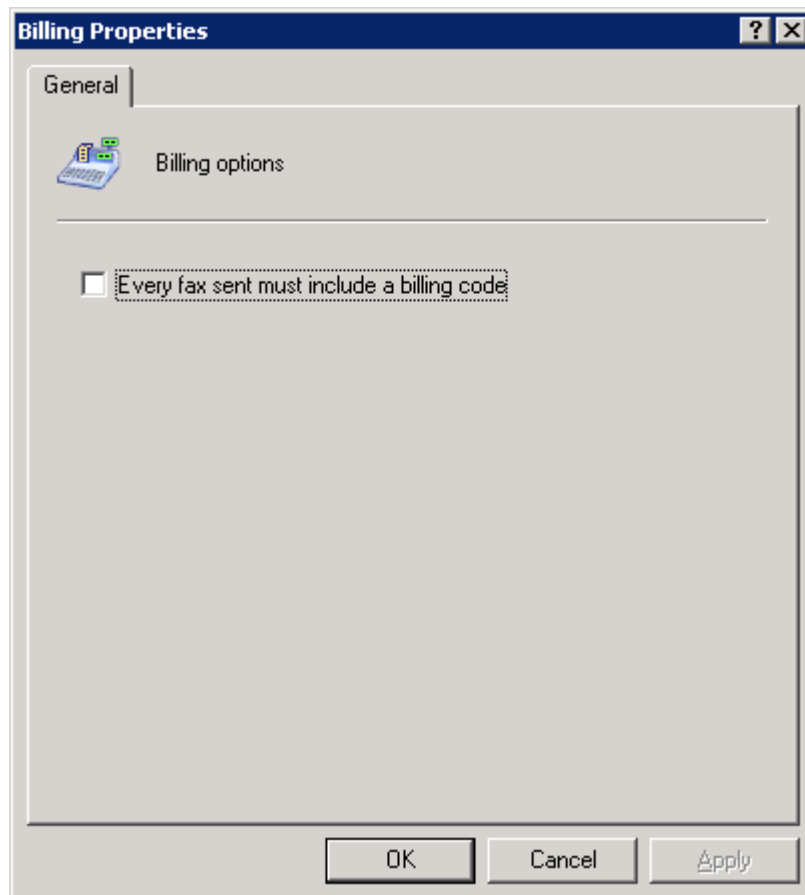 Billing Properties
General
Billing options
Every fax sent must include a billing code
OK Cancel Apply